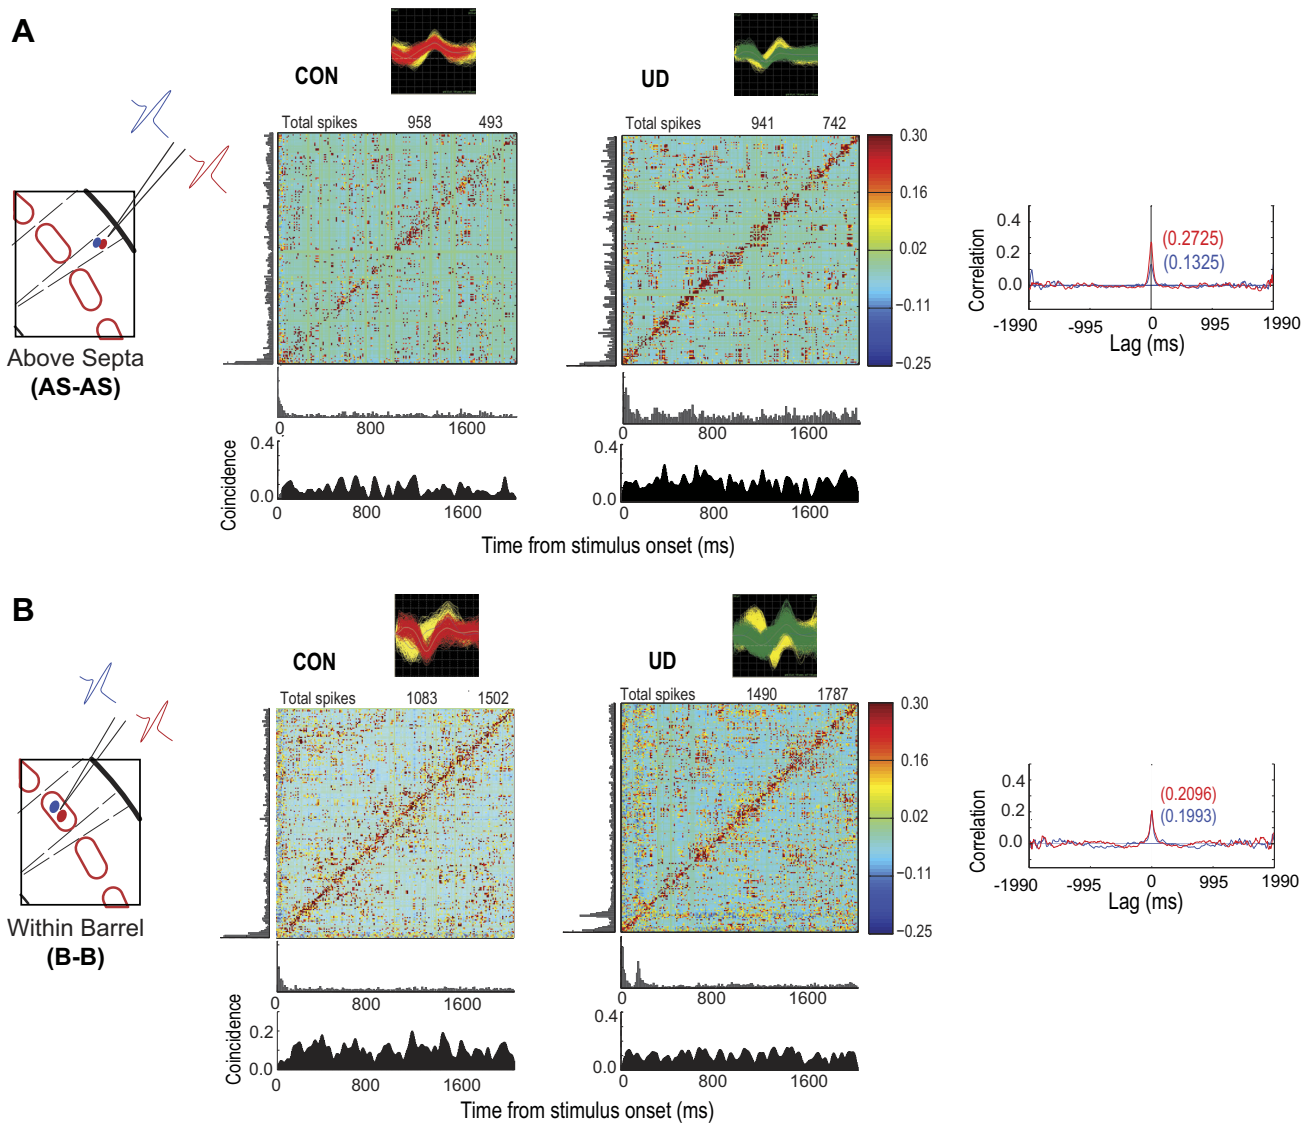 A
CON
UD
Total spikes 958 493
Total spikes 941 742
0.30
0.16
0.02
−0.11
−0.25
Above Septa
(AS-AS)
0 800 1600
0 800 1600
Coincidence
0.4
0.0
0 800 1600
0.4
0.0
0 800 1600
Time from stimulus onset (ms)
Correlation
0.4
0.2
0.0
(0.2725)
(0.1325)
-1990 -995 0 995 1990
Lag (ms)
B
CON
UD
Total spikes 1083 1502
Total spikes 1490 1787
0.30
0.16
0.02
−0.11
−0.25
Within Barrel
(B-B)
0 800 1600
0 800 1600
Coincidence
0.2
0.0
0 800 1600
0.4
0.0
0 800 1600
Time from stimulus onset (ms)
Correlation
0.4
0.2
0.0
(0.2096)
(0.1993)
-1990 -995 0 995 1990
Lag (ms)